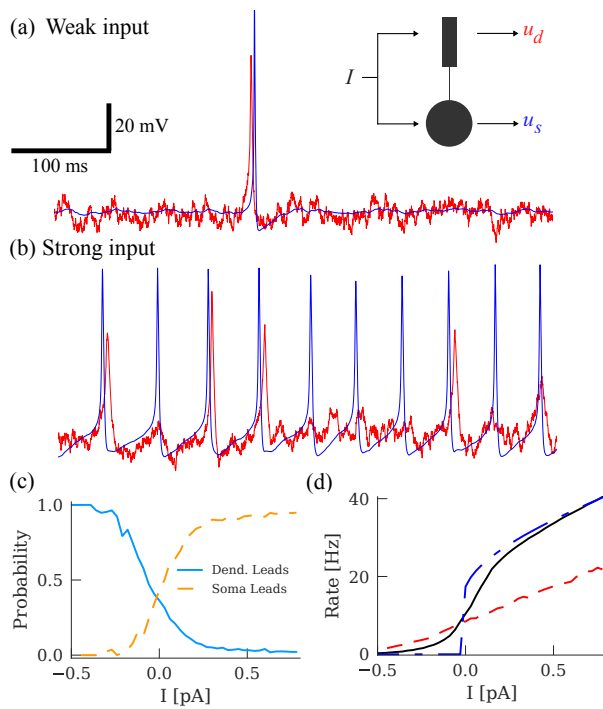 (a) Weak input
I
u_d
u_s
20 mV
100 ms
(b) Strong input
(c)
1.0
0.5
0.0
Probability
Dend. Leads
Soma Leads
−0.5
0.0
0.5
I [pA]
(d)
40
20
0
Rate [Hz]
−0.5
0.0
0.5
I [pA]